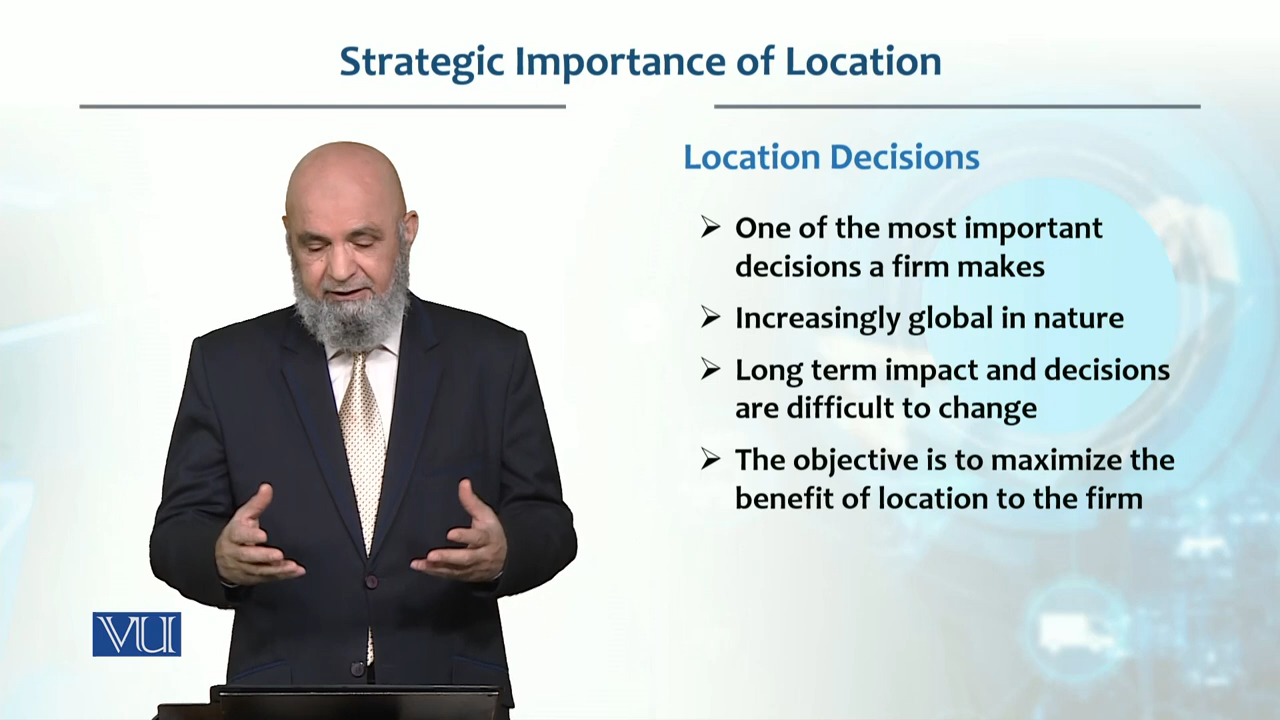 Strategic Importance of Location
Location Decisions
One of the most important
decisions a firm makes
Increasingly global in nature
Long term impact and decisions
are difficult to change
The objective is to maximize the
benefit of location to the firm
VU